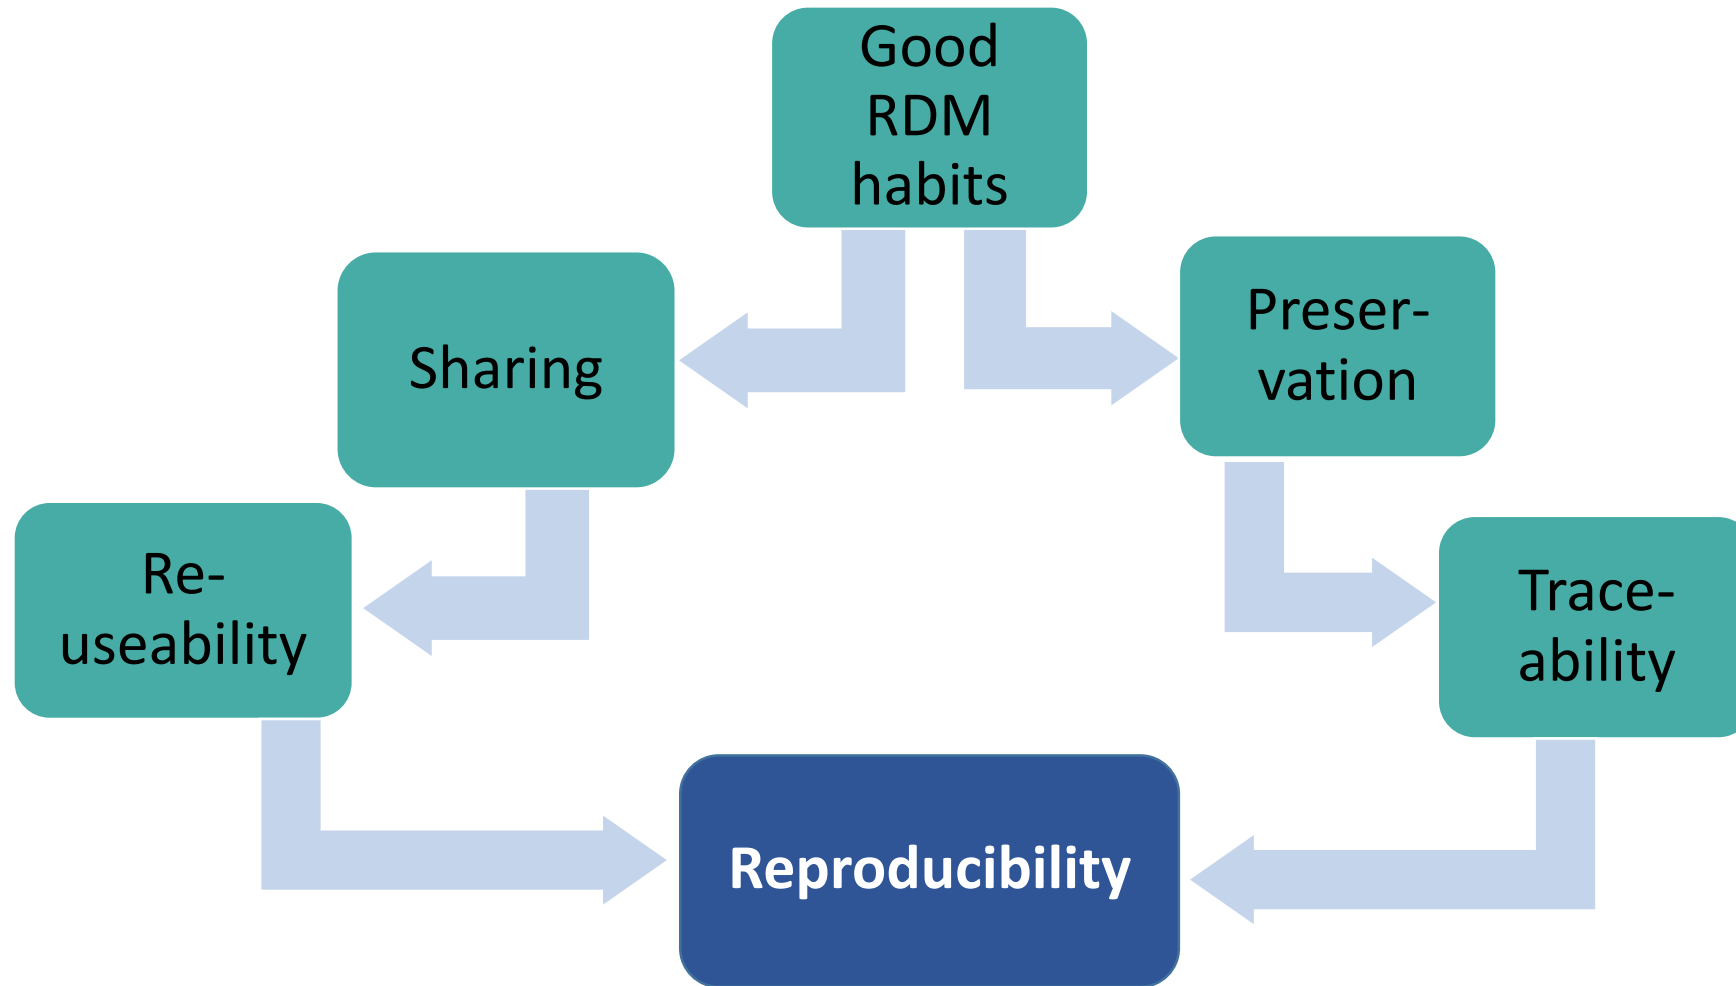 Good
RDM
habits
Sharing
Preser-
vation
Re-
useability
Trace-
ability
Reproducibility